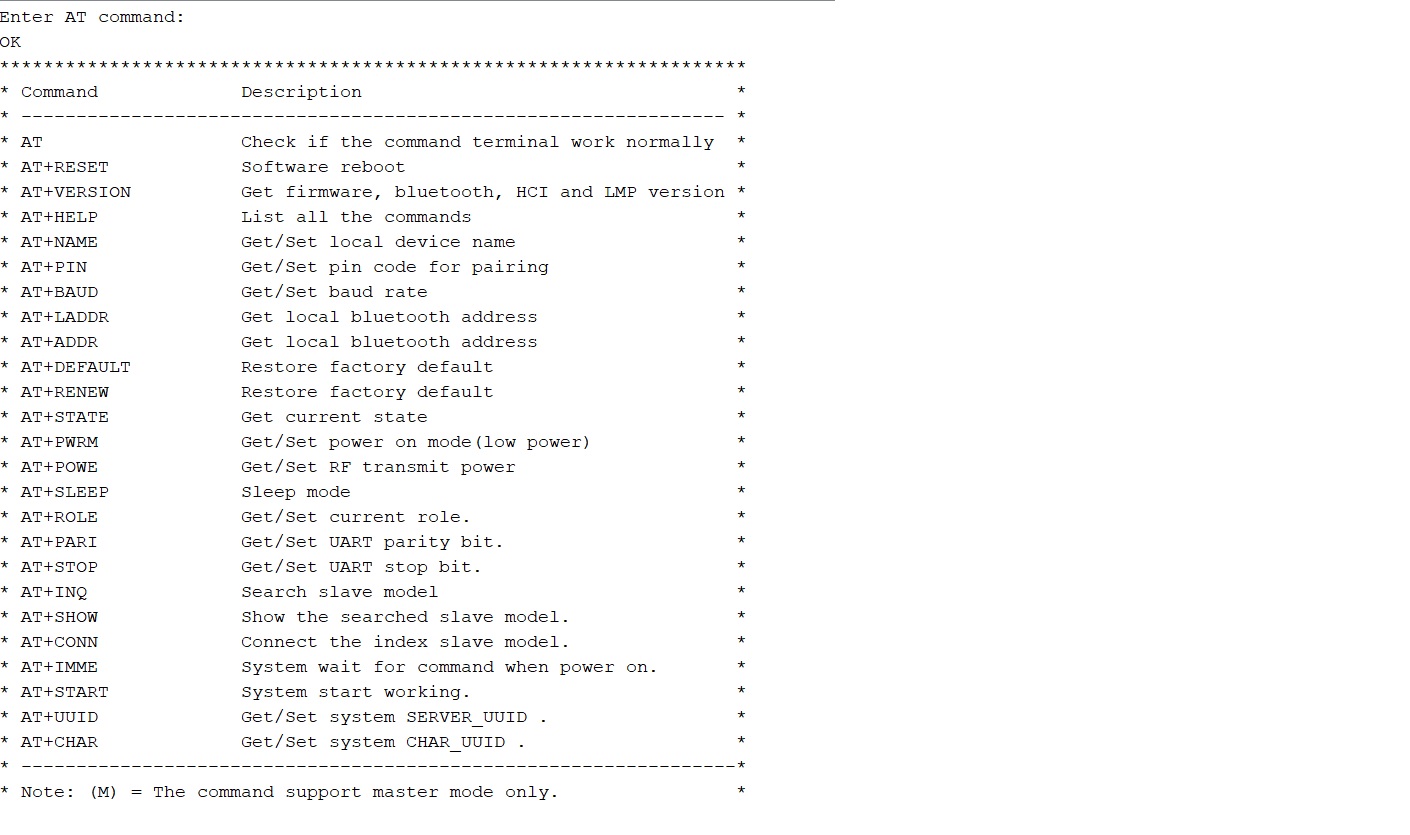 Enter AT command:
OK
********************************************************************
* Command             Description                                  *
* ---------------------------------------------------------------- *
* AT                  Check if the command terminal work normally  *
* AT+RESET            Software reboot                              *
* AT+VERSION          Get firmware, bluetooth, HCI and LMP version *
* AT+HELP             List all the commands                        *
* AT+NAME             Get/Set local device name                    *
* AT+PIN              Get/Set pin code for pairing                 *
* AT+BAUD             Get/Set baud rate                            *
* AT+LADDR            Get local bluetooth address                  *
* AT+ADDR             Get local bluetooth address                  *
* AT+DEFAULT          Restore factory default                      *
* AT+RENEW            Restore factory default                      *
* AT+STATE            Get current state                            *
* AT+PWRM             Get/Set power on mode(low power)             *
* AT+POWE             Get/Set RF transmit power                    *
* AT+SLEEP            Sleep mode                                   *
* AT+ROLE             Get/Set current role.                        *
* AT+PARI             Get/Set UART parity bit.                     *
* AT+STOP             Get/Set UART stop bit.                       *
* AT+INQ              Search slave model                           *
* AT+SHOW             Show the searched slave model.               *
* AT+CONN             Connect the index slave model.               *
* AT+IMME             System wait for command when power on.       *
* AT+START            System start working.                        *
* AT+UUID             Get/Set system SERVER_UUID .                 *
* AT+CHAR             Get/Set system CHAR_UUID .                   *
* -----------------------------------------------------------------*
* Note: (M) = The command support master mode only.                *